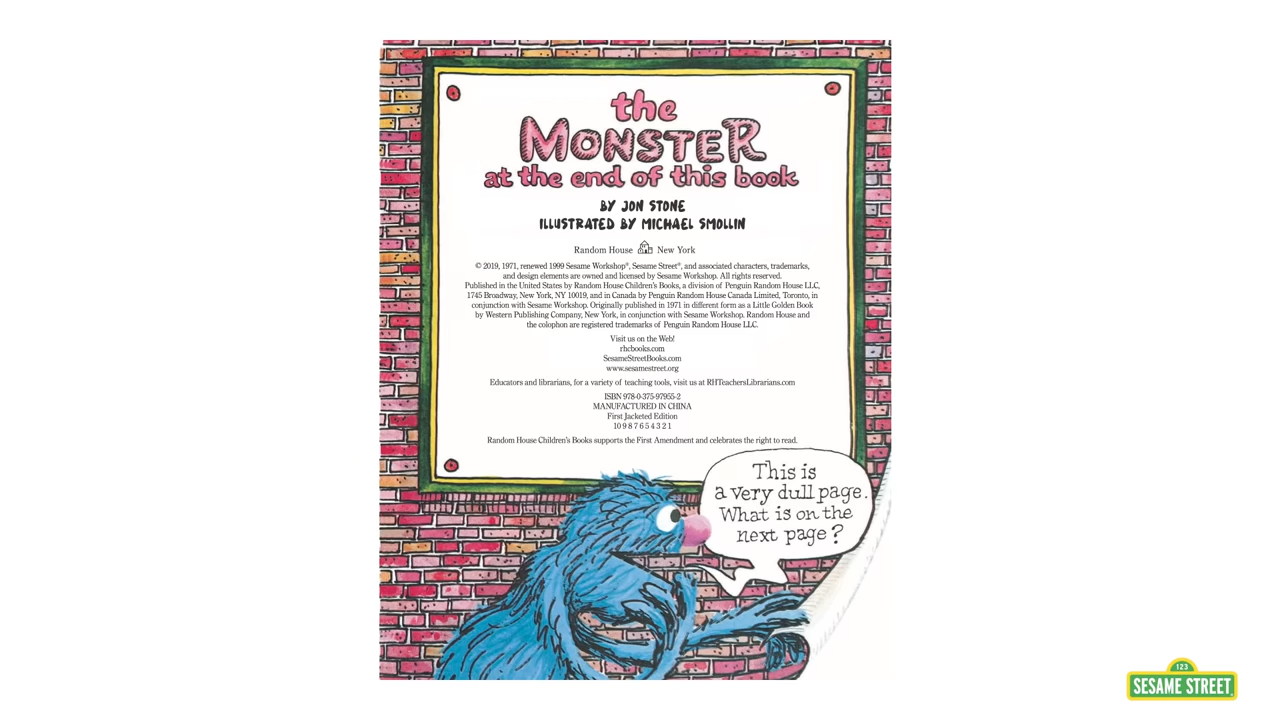 the
MONSTER
at the end of this book
BY JON STONE
ILLUSTRATED BY MICHAEL SMOLLIN
Random House New York
© 2019, 1971, renewed 1999 Sesame Workshop®, Sesame Street®, and associated characters, trademarks,
and design elements are owned and licensed by Sesame Workshop. All rights reserved.
Published in the United States by Random House Children's Books, a division of Penguin Random House LLC,
1745 Broadway, New York, NY 10019, and in Canada by Penguin Random House Canada Limited, Toronto, in
conjunction with Sesame Workshop. Originally published in 1971 in different form as a Little Golden Book
by Western Publishing Company, New York, in conjunction with Sesame Workshop. Random House and
the colophon are registered trademarks of Penguin Random House LLC.
Visit us on the Web!
rhcbooks.com
SesameStreetBooks.com
www.sesamestreet.org
Educators and librarians, for a variety of teaching tools, visit us at RHTeachersLibrarians.com
ISBN 978-0-375-97955-2
MANUFACTURED IN CHINA
First Jacketed Edition
10 9 8 7 6 5 4 3 2 1
Random House Children's Books supports the First Amendment and celebrates the right to read.
This is
a very dull page.
What is on the
next page?
123
SESAME STREET